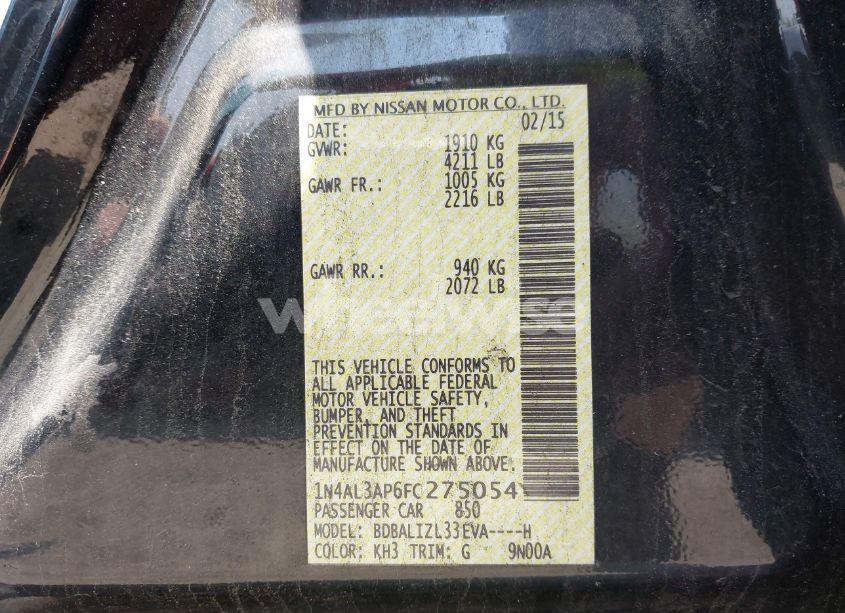 MFD BY NISSAN MOTOR CO., LTD.
DATE: 02/15
GVWR: 1910 KG
4211 LB
GAWR FR.: 1005 KG
2216 LB
GAWR RR.: 940 KG
2072 LB
wheelwise
THIS VEHICLE CONFORMS TO
ALL APPLICABLE FEDERAL
MOTOR VEHICLE SAFETY,
BUMPER, AND THEFT
PREVENTION STANDARDS IN
EFFECT ON THE DATE OF
MANUFACTURE SHOWN ABOVE.
1N4AL3AP6FC275054
PASSENGER CAR 850
MODEL: BDBALIZL33EVA----H
COLOR: KH3 TRIM: G 9N00A